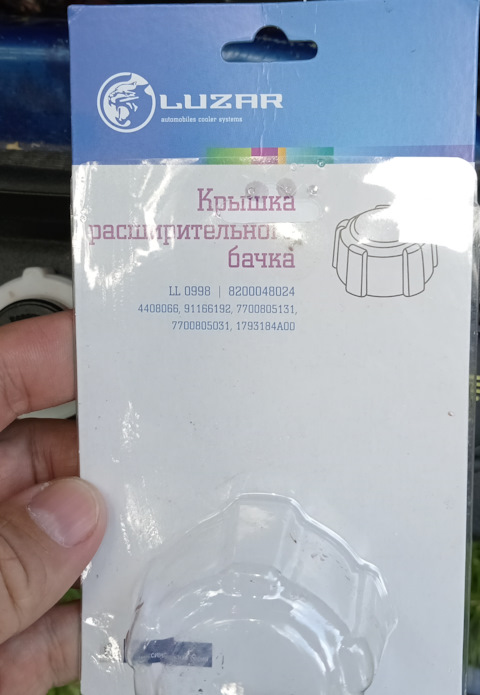 LUZAR
automobiles cooler systems
Крышка
расширительного
бачка
LL 0998 | 8200048024
4408066, 91166192, 7700805131,
7700805031, 1793184A00